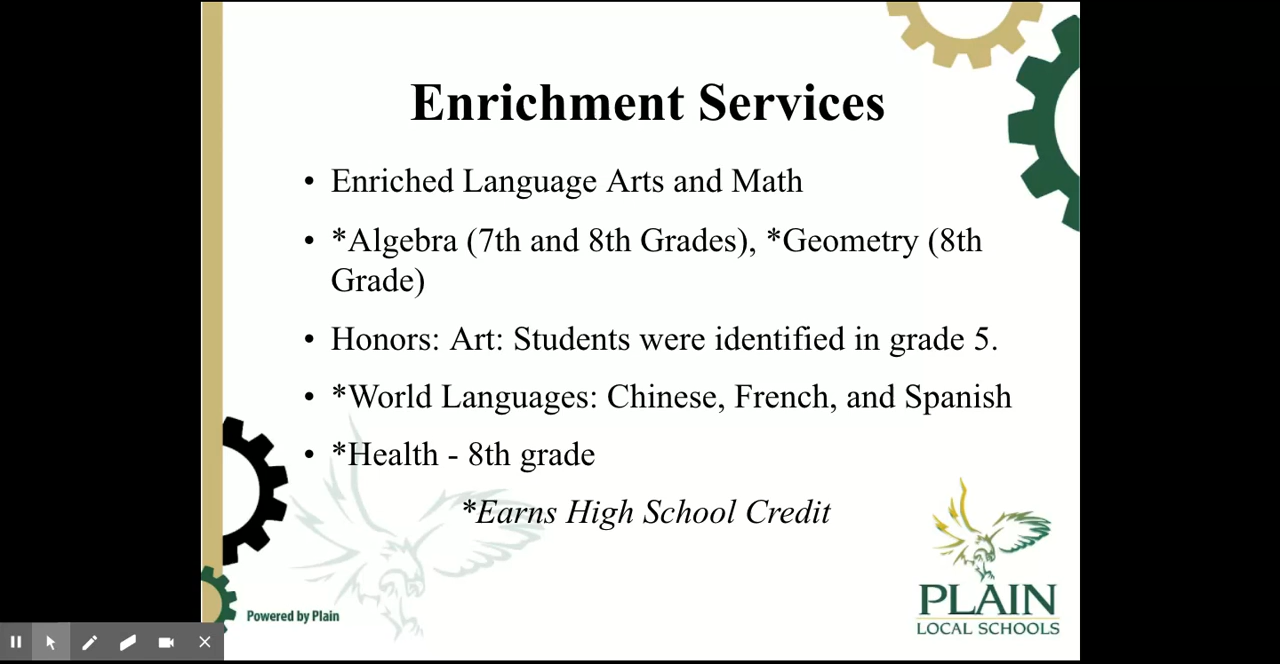 Enrichment Services
• Enriched Language Arts and Math
• *Algebra (7th and 8th Grades), *Geometry (8th
Grade)
• Honors: Art: Students were identified in grade 5.
• *World Languages: Chinese, French, and Spanish
• *Health - 8th grade
*Earns High School Credit
Powered by Plain
PLAIN
LOCAL SCHOOLS